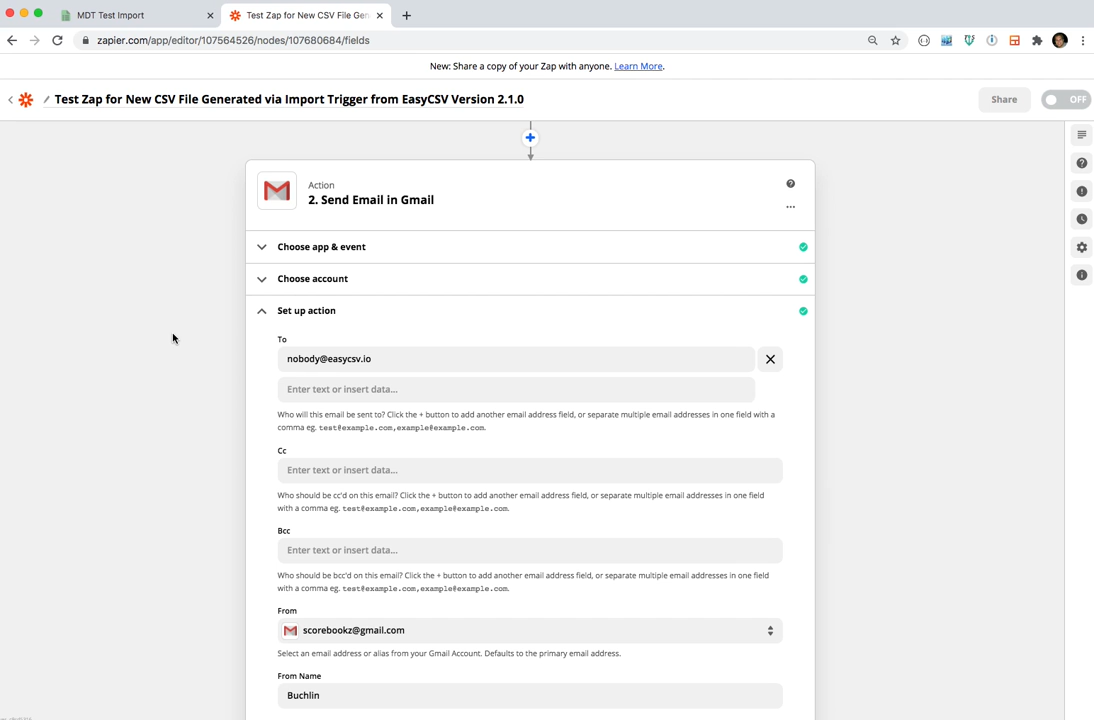 MDT Test Import
Test Zap for New CSV File Gen
zapier.com/app/editor/107564526/nodes/107680684/fields
New: Share a copy of your Zap with anyone. Learn More.
Test Zap for New CSV File Generated via Import Trigger from EasyCSV Version 2.1.0
Share
OFF
Action
2. Send Email in Gmail
Choose app & event
Choose account
Set up action
To
nobody@easycsv.io
Enter text or insert data...
Who will this email be sent to? Click the + button to add another email address field, or separate multiple email addresses in one field with a
comma eg. test@example.com,example@example.com.
Cc
Enter text or insert data...
Who should be cc'd on this email? Click the + button to add another email address field, or separate multiple email addresses in one field
with a comma eg. test@example.com,example@example.com.
Bcc
Enter text or insert data...
Who should be bcc'd on this email? Click the + button to add another email address field, or separate multiple email addresses in one field
with a comma eg. test@example.com,example@example.com.
From
scorebookz@gmail.com
Select an email address or alias from your Gmail Account. Defaults to the primary email address.
From Name
Buchlin